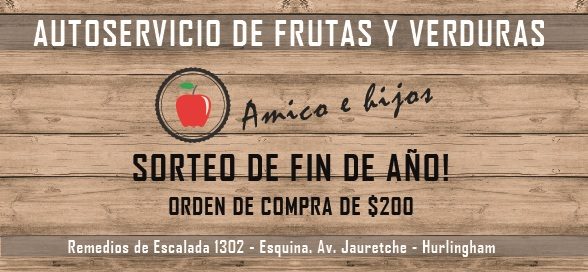 AUTOSERVICIO DE FRUTAS Y VERDURAS
Amico e hijos
SORTEO DE FIN DE AÑO!
ORDEN DE COMPRA DE $200
Remedios de Escalada 1302 - Esquina. Av. Jauretche - Hurlingham